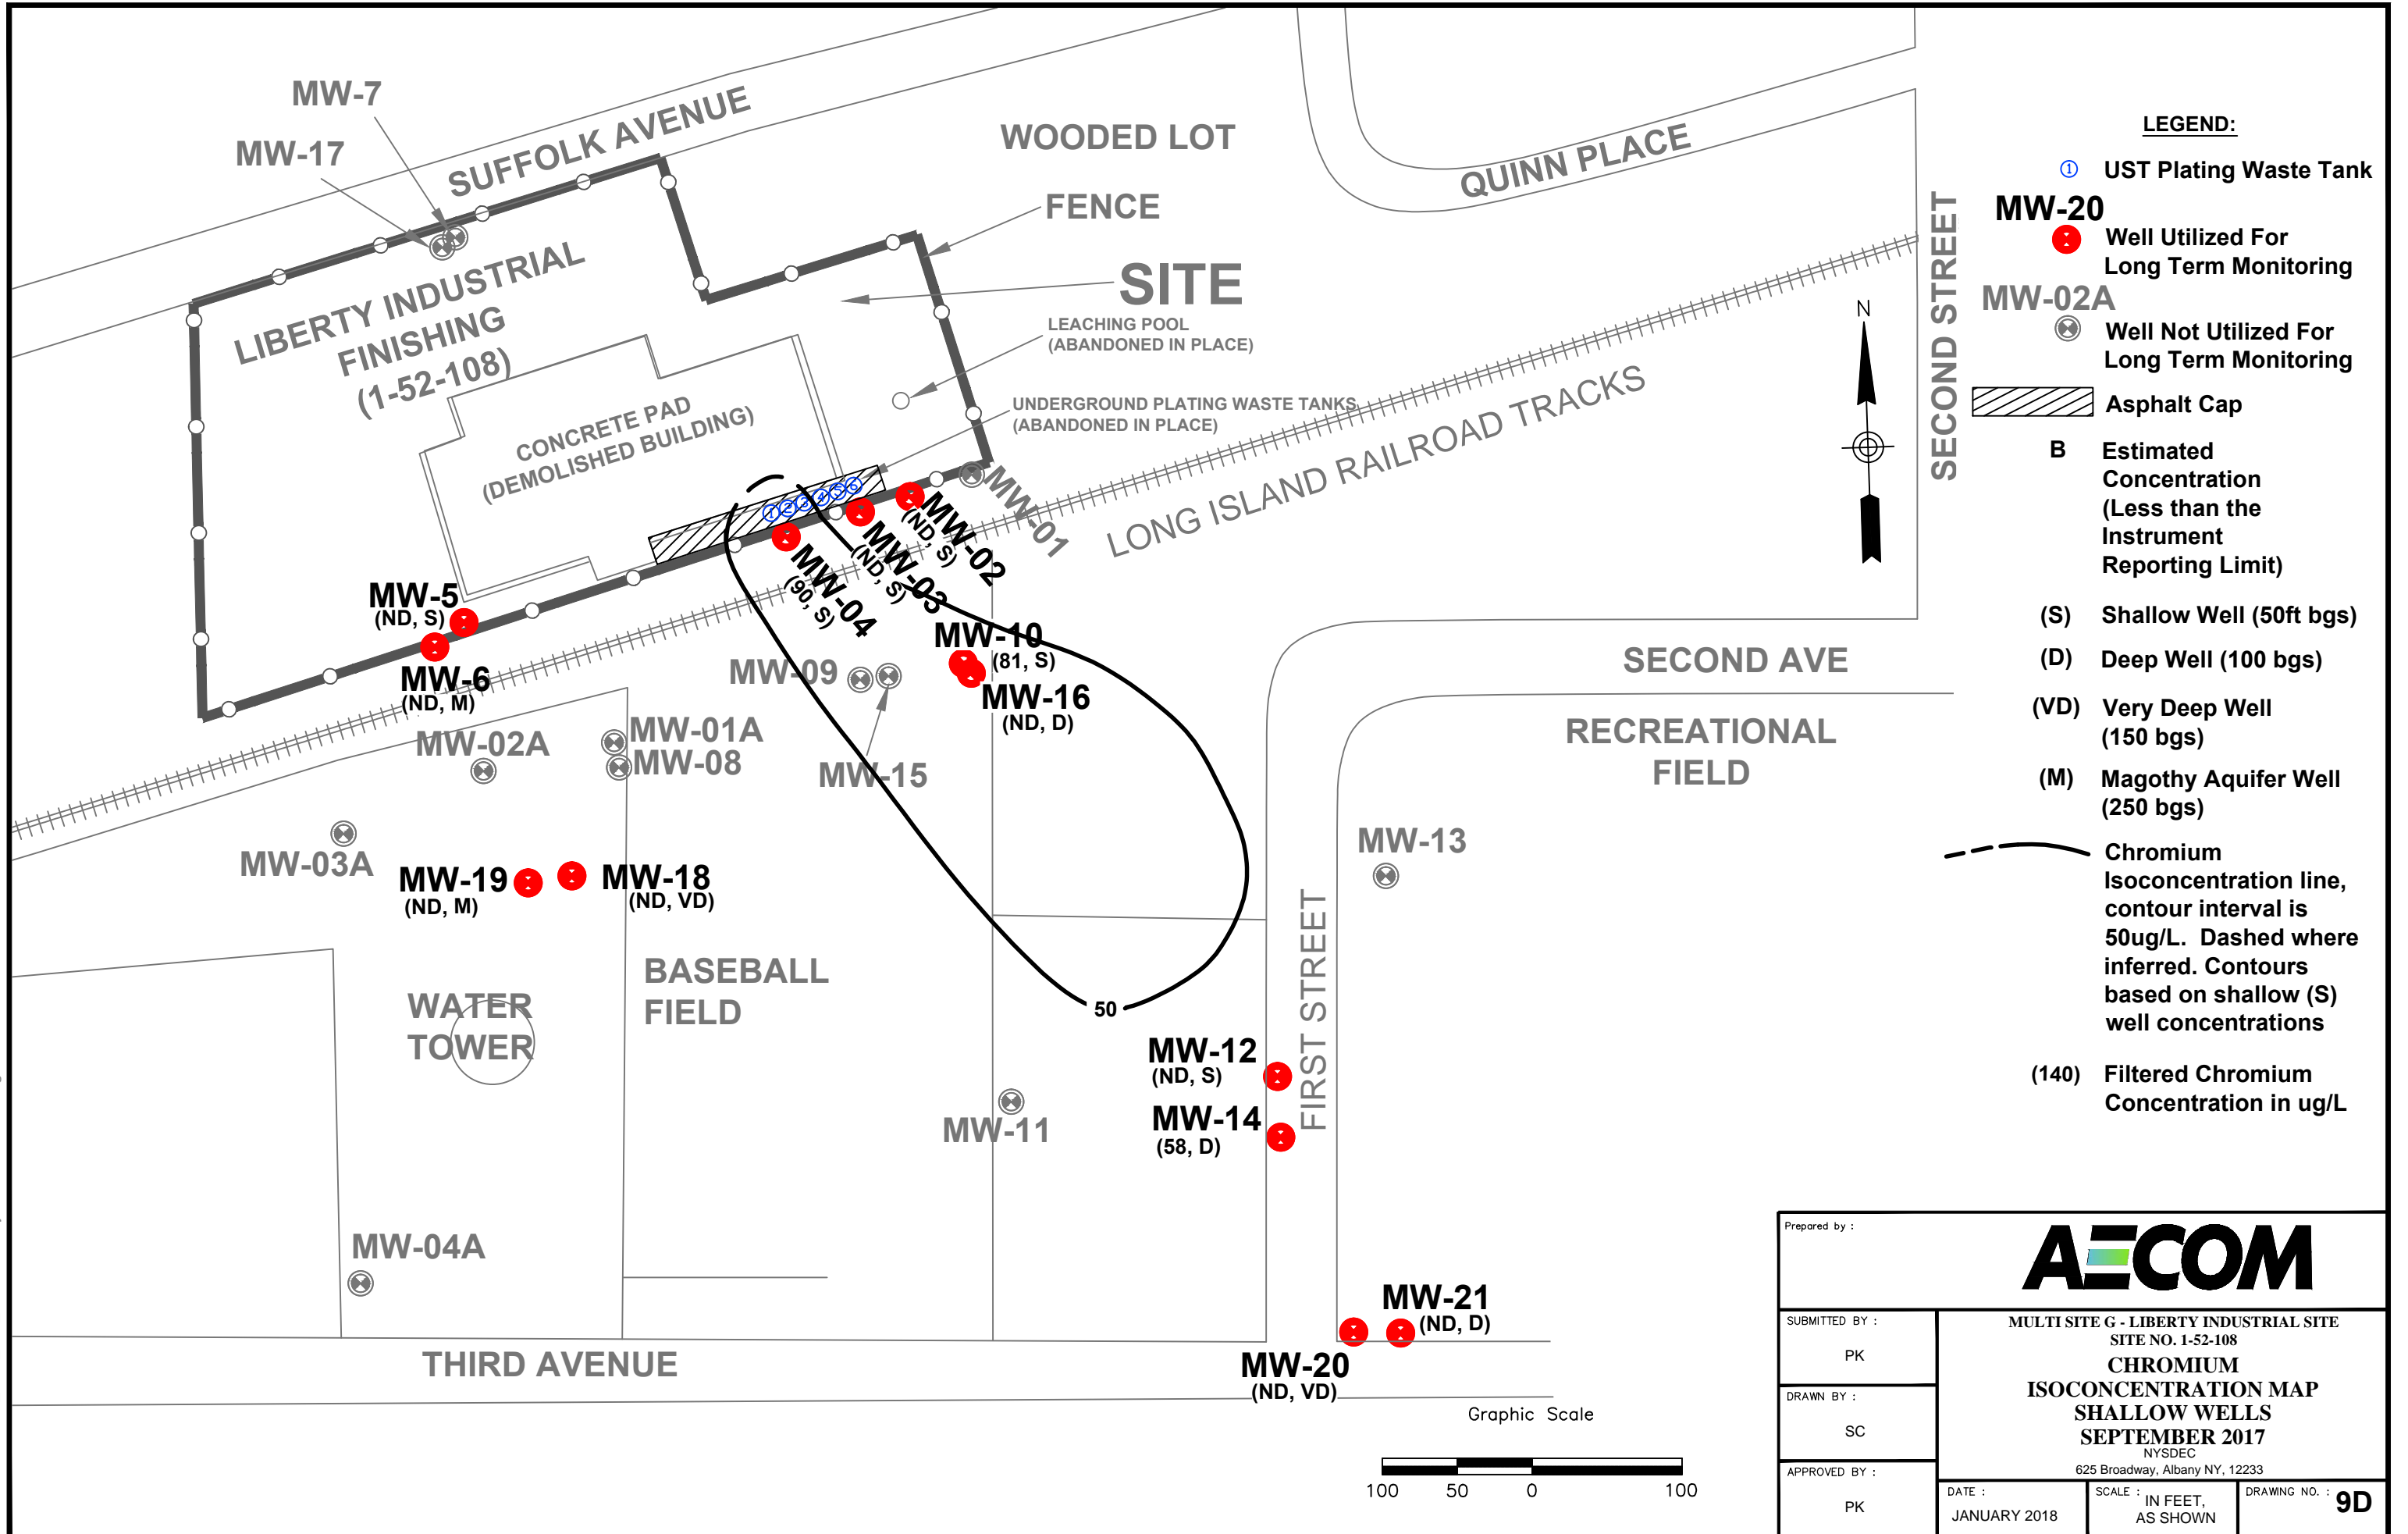 MW-7
MW-17
SUFFOLK AVENUE
WOODED LOT
QUINN PLACE
FENCE
SITE
LIBERTY INDUSTRIAL
FINISHING
(1-52-108)
LEACHING POOL
(ABANDONED IN PLACE)
CONCRETE PAD
(DEMOLISHED BUILDING)
UNDERGROUND PLATING WASTE TANKS
(ABANDONED IN PLACE)
LONG ISLAND RAILROAD TRACKS
SECOND STREET
N
1 2 3 4 5 6
MW-01
MW-02
(ND, S)
MW-03
(ND, S)
MW-04
(90, S)
MW-5
(ND, S)
MW-6
(ND, M)
MW-10
(81, S)
MW-16
(ND, D)
MW-09
MW-15
MW-01A
MW-08
MW-02A
MW-03A
MW-19
(ND, M)
MW-18
(ND, VD)
SECOND AVE
RECREATIONAL
FIELD
MW-13
BASEBALL
FIELD
WATER
TOWER
50
FIRST STREET
MW-12
(ND, S)
MW-14
(58, D)
MW-11
MW-04A
MW-21
(ND, D)
MW-20
(ND, VD)
THIRD AVENUE
Graphic Scale
100 50 0 100
LEGEND:
1 UST Plating Waste Tank
MW-20
Well Utilized For
Long Term Monitoring
MW-02A
Well Not Utilized For
Long Term Monitoring
Asphalt Cap
B Estimated
Concentration
(Less than the
Instrument
Reporting Limit)
(S) Shallow Well (50ft bgs)
(D) Deep Well (100 bgs)
(VD) Very Deep Well
(150 bgs)
(M) Magothy Aquifer Well
(250 bgs)
Chromium
Isoconcentration line,
contour interval is
50ug/L. Dashed where
inferred. Contours
based on shallow (S)
well concentrations
(140) Filtered Chromium
Concentration in ug/L
Prepared by :
AECOM
SUBMITTED BY :
PK
DRAWN BY :
SC
APPROVED BY :
PK
MULTI SITE G - LIBERTY INDUSTRIAL SITE
SITE NO. 1-52-108
CHROMIUM
ISOCONCENTRATION MAP
SHALLOW WELLS
SEPTEMBER 2017
NYSDEC
625 Broadway, Albany NY, 12233
DATE :
JANUARY 2018
SCALE :
IN FEET,
AS SHOWN
DRAWING NO. :
9D